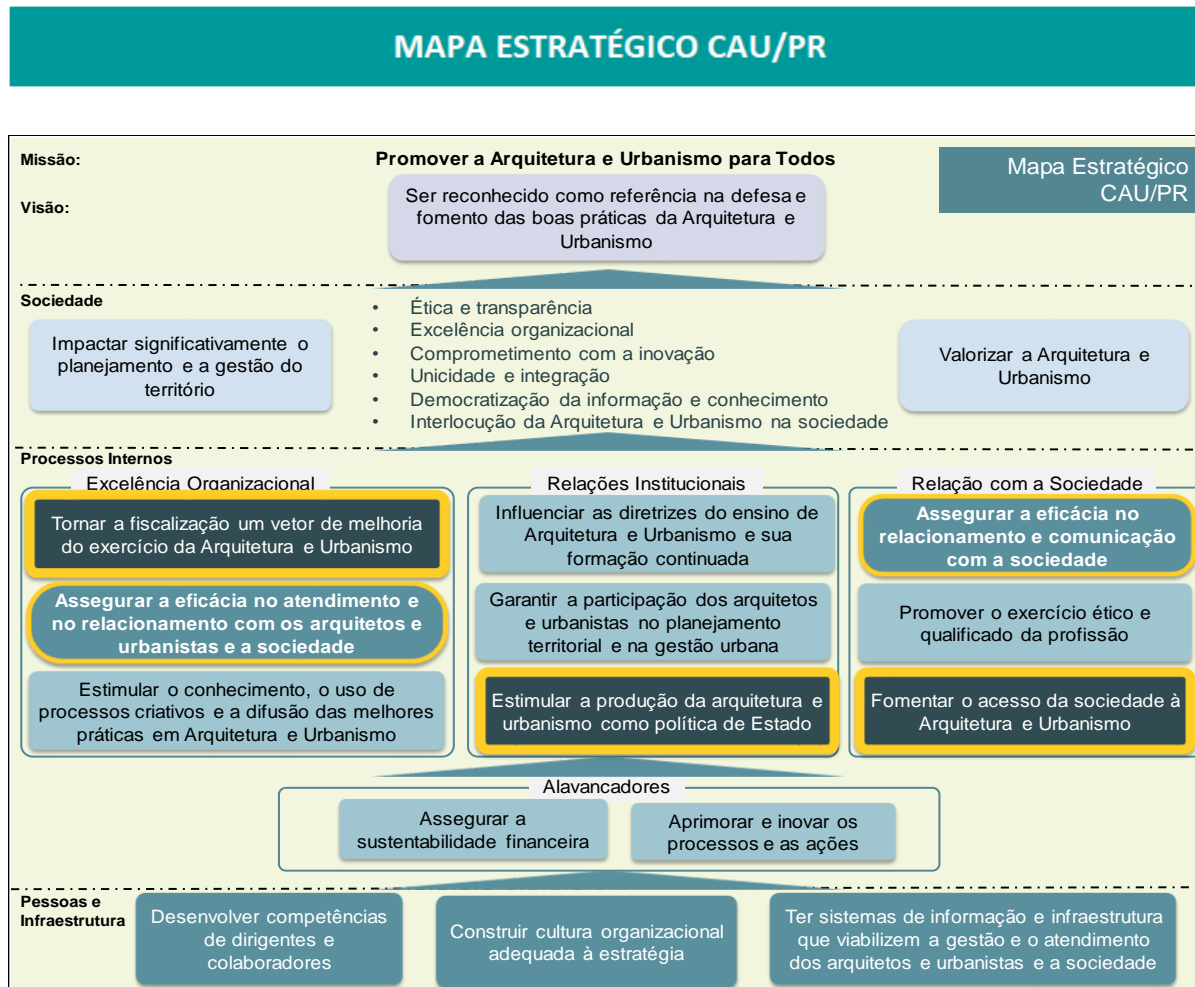 MAPA ESTRATÉGICO CAU/PR
Missão:
Promover a Arquitetura e Urbanismo para Todos
Mapa Estratégico
CAU/PR
Visão:
Ser reconhecido como referência na defesa e
fomento das boas práticas da Arquitetura e
Urbanismo
Sociedade
Impactar significativamente o
planejamento e a gestão do
território
• Ética e transparência
• Excelência organizacional
• Comprometimento com a inovação
• Unicidade e integração
• Democratização da informação e conhecimento
• Interlocução da Arquitetura e Urbanismo na sociedade
Valorizar a Arquitetura e
Urbanismo
Processos Internos
Excelência Organizacional
Tornar a fiscalização um vetor de melhoria
do exercício da Arquitetura e Urbanismo
Assegurar a eficácia no atendimento e
no relacionamento com os arquitetos e
urbanistas e a sociedade
Estimular o conhecimento, o uso de
processos criativos e a difusão das melhores
práticas em Arquitetura e Urbanismo
Relações Institucionais
Influenciar as diretrizes do ensino de
Arquitetura e Urbanismo e sua
formação continuada
Garantir a participação dos arquitetos
e urbanistas no planejamento
territorial e na gestão urbana
Estimular a produção da arquitetura e
urbanismo como política de Estado
Relação com a Sociedade
Assegurar a eficácia no
relacionamento e comunicação
com a sociedade
Promover o exercício ético e
qualificado da profissão
Fomentar o acesso da sociedade à
Arquitetura e Urbanismo
Alavancadores
Assegurar a
sustentabilidade financeira
Aprimorar e inovar os
processos e as ações
Pessoas e
Infraestrutura
Desenvolver competências
de dirigentes e
colaboradores
Construir cultura organizacional
adequada à estratégia
Ter sistemas de informação e infraestrutura
que viabilizem a gestão e o atendimento
dos arquitetos e urbanistas e a sociedade